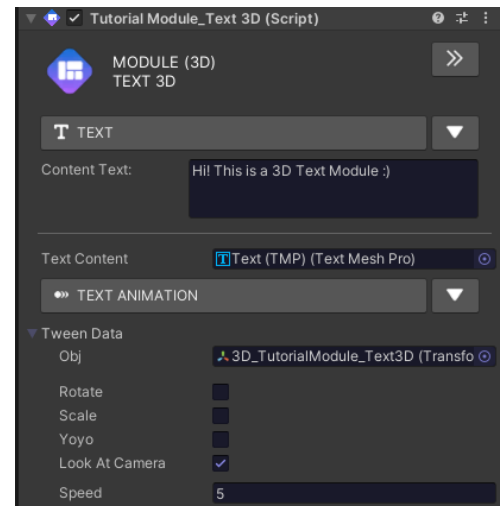 Tutorial Module_Text 3D (Script)
MODULE (3D)
TEXT 3D
T TEXT
Content Text: Hi! This is a 3D Text Module :)
Text Content Text (TMP) (Text Mesh Pro)
TEXT ANIMATION
Tween Data
Obj 3D_TutorialModule_Text3D (Transfo
Rotate
Scale
Yoyo
Look At Camera
Speed 5